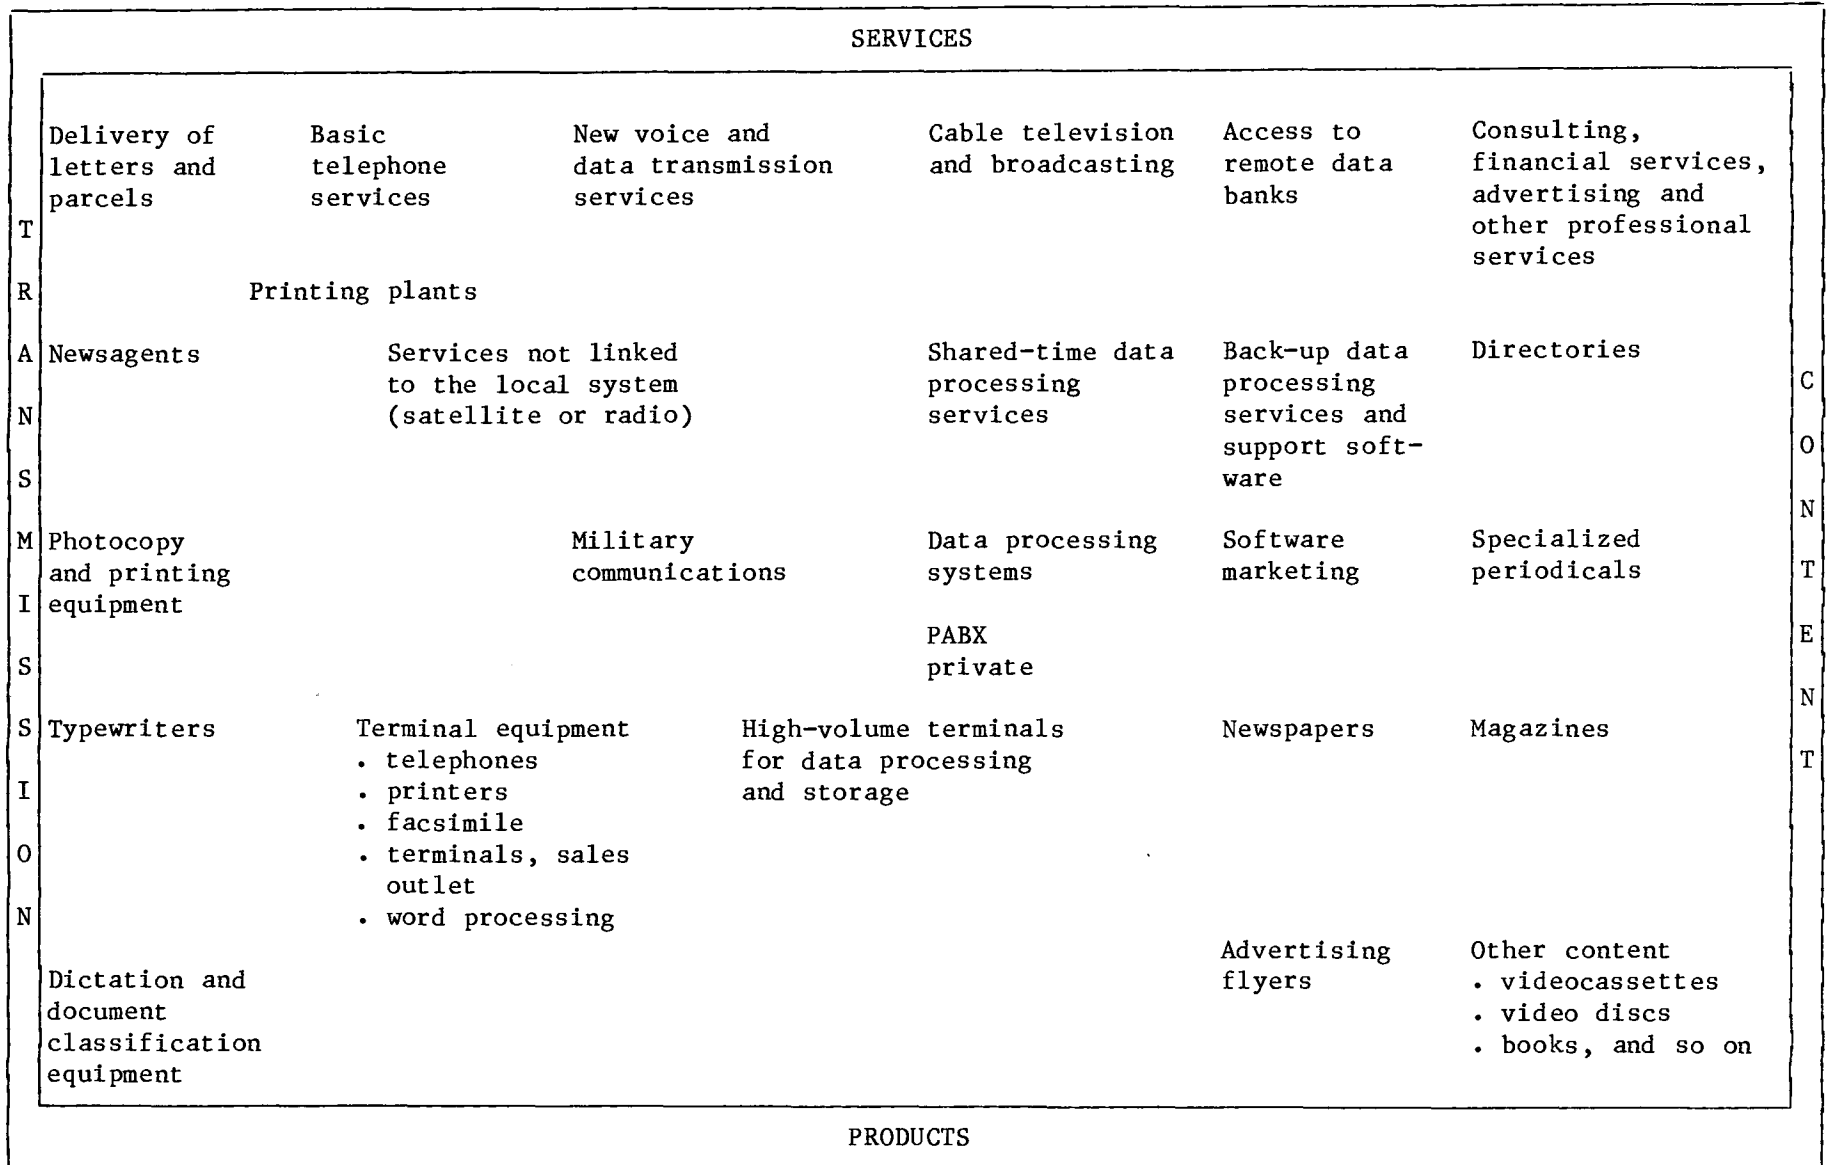 SERVICES
Delivery of letters and parcels
Basic telephone services
New voice and data transmission services
Cable television and broadcasting
Access to remote data banks
Consulting, financial services, advertising and other professional services
Printing plants
Newsagents
Services not linked to the local system (satellite or radio)
Shared-time data processing services
Back-up data processing services and support soft-
ware
Directories
Photocopy and printing equipment
Military communications
Data processing systems
Software marketing
Specialized periodicals
PABX private
Typewriters
Terminal equipment
. telephones
. printers
. facsimile
. terminals, sales outlet
. word processing
High-volume terminals for data processing and storage
Newspapers
Magazines
Dictation and document classification equipment
Advertising flyers
Other content
. videocassettes
. video discs
. books, and so on
TRANSMISSION
CONTENT
PRODUCTS